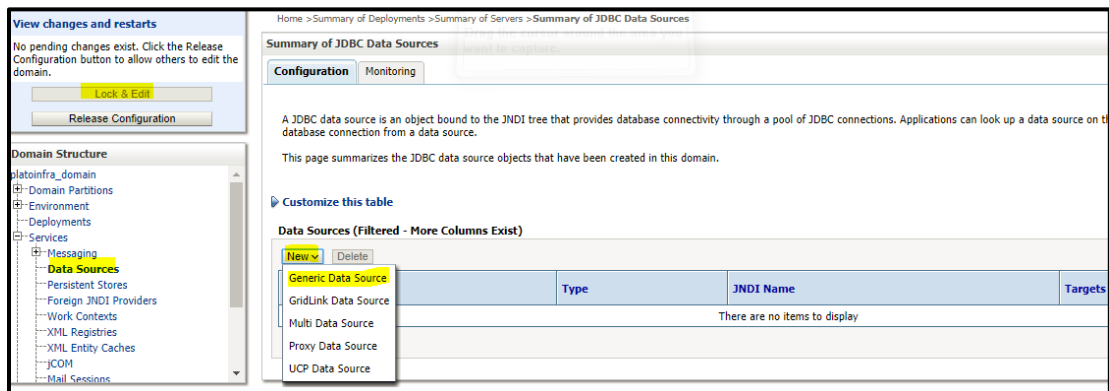 View changes and restarts
No pending changes exist. Click the Release
Configuration button to allow others to edit the
domain.
Lock & Edit
Release Configuration
Domain Structure
platoinfra_domain
Domain Partitions
Environment
Deployments
Services
Messaging
Data Sources
Persistent Stores
Foreign JNDI Providers
Work Contexts
XML Registries
XML Entity Caches
jCOM
Mail Sessions
Home >Summary of Deployments >Summary of Servers >Summary of JDBC Data Sources
Drag the cursor around the area you
want to capture.
Summary of JDBC Data Sources
Configuration Monitoring
A JDBC data source is an object bound to the JNDI tree that provides database connectivity through a pool of JDBC connections. Applications can look up a data source on
database connection from a data source.
This page summarizes the JDBC data source objects that have been created in this domain.
Customize this table
Data Sources (Filtered - More Columns Exist)
New Delete
Generic Data Source
GridLink Data Source
Multi Data Source
Proxy Data Source
UCP Data Source
Type JNDI Name Targets
There are no items to display